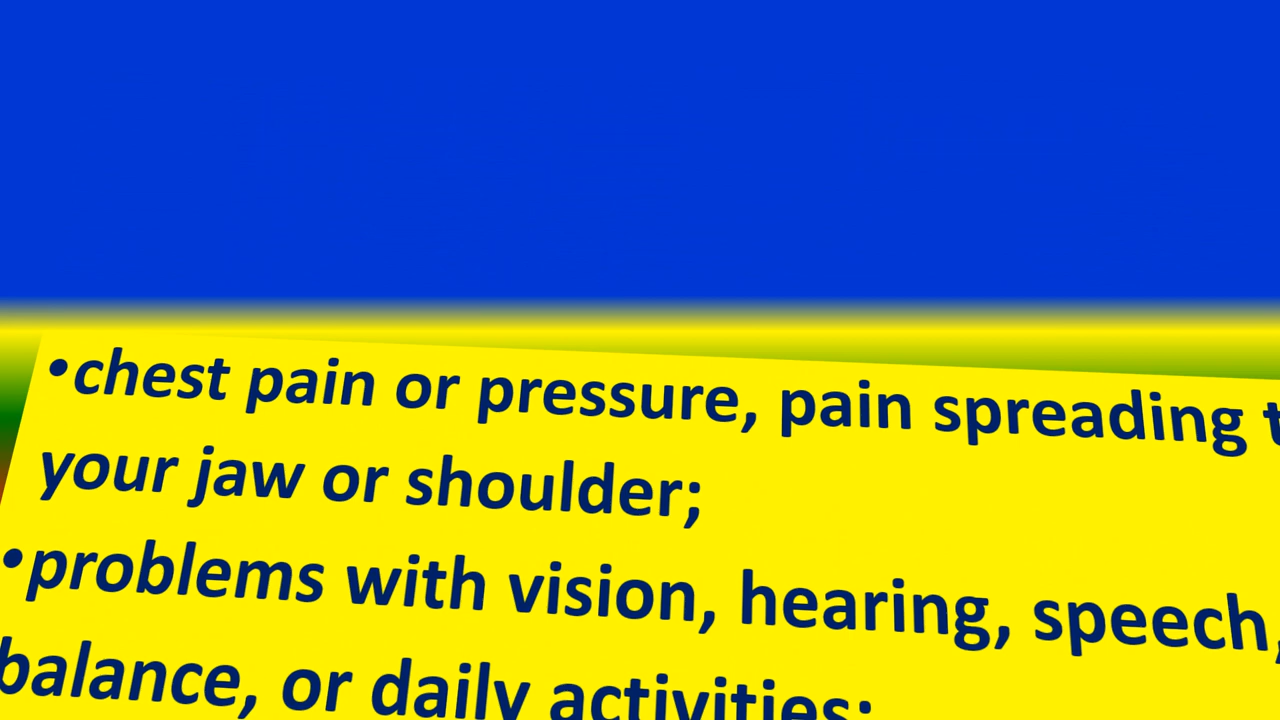 •chest pain or pressure, pain spreading
your jaw or shoulder;
•problems with vision, hearing, speech,
balance, or daily activities;